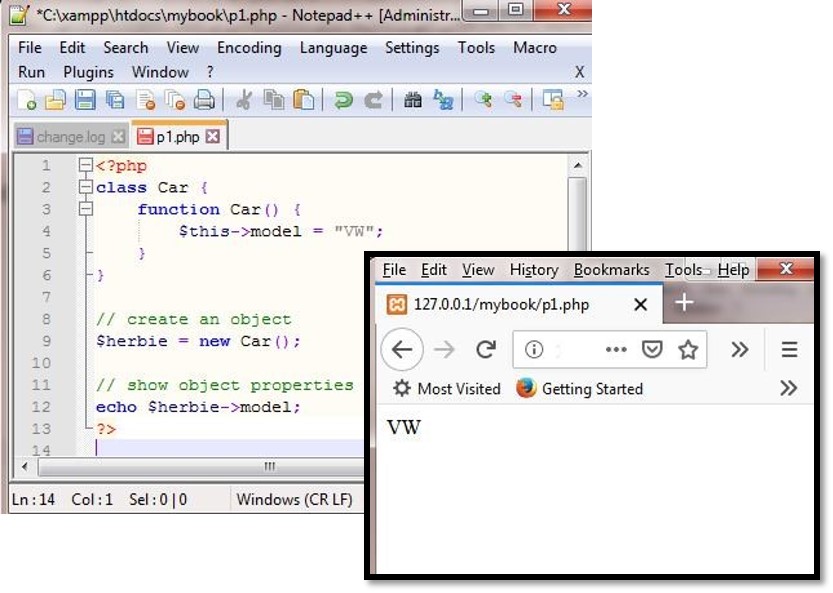 *C:\xampp\htdocs\mybook\p1.php - Notepad++ [Administr...
File Edit Search View Encoding Language Settings Tools Macro
Run Plugins Window ? X
change.log p1.php
1 <?php
2 class Car {
3 function Car() {
4 $this->model = "VW";
5 }
6 }
7
8 // create an object
9 $herbie = new Car();
10
11 // show object properties
12 echo $herbie->model;
13 ?>
14
Ln:14 Col:1 Sel:0|0 Windows (CR LF)
File Edit View History Bookmarks Tools Help
127.0.0.1/mybook/p1.php
Most Visited Getting Started
VW